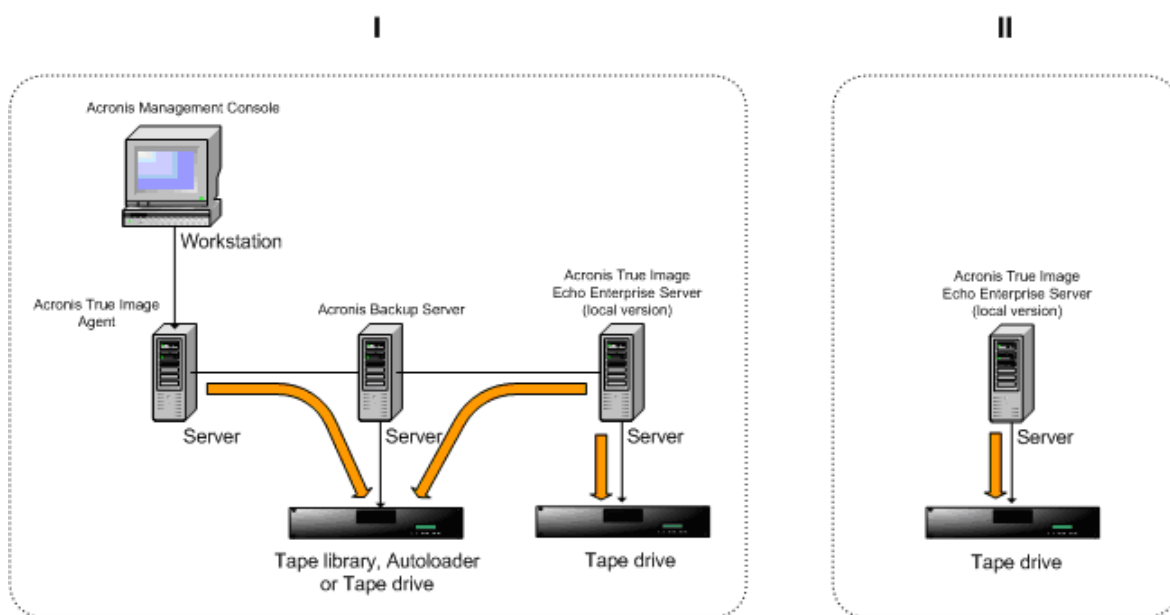 I
II
Acronis Management Console
Workstation
Acronis True Image
Agent
Server
Acronis Backup Server
Server
Tape library, Autoloader
or Tape drive
Acronis True Image
Echo Enterprise Server
(local version)
Server
Tape drive
Acronis True Image
Echo Enterprise Server
(local version)
Server
Tape drive